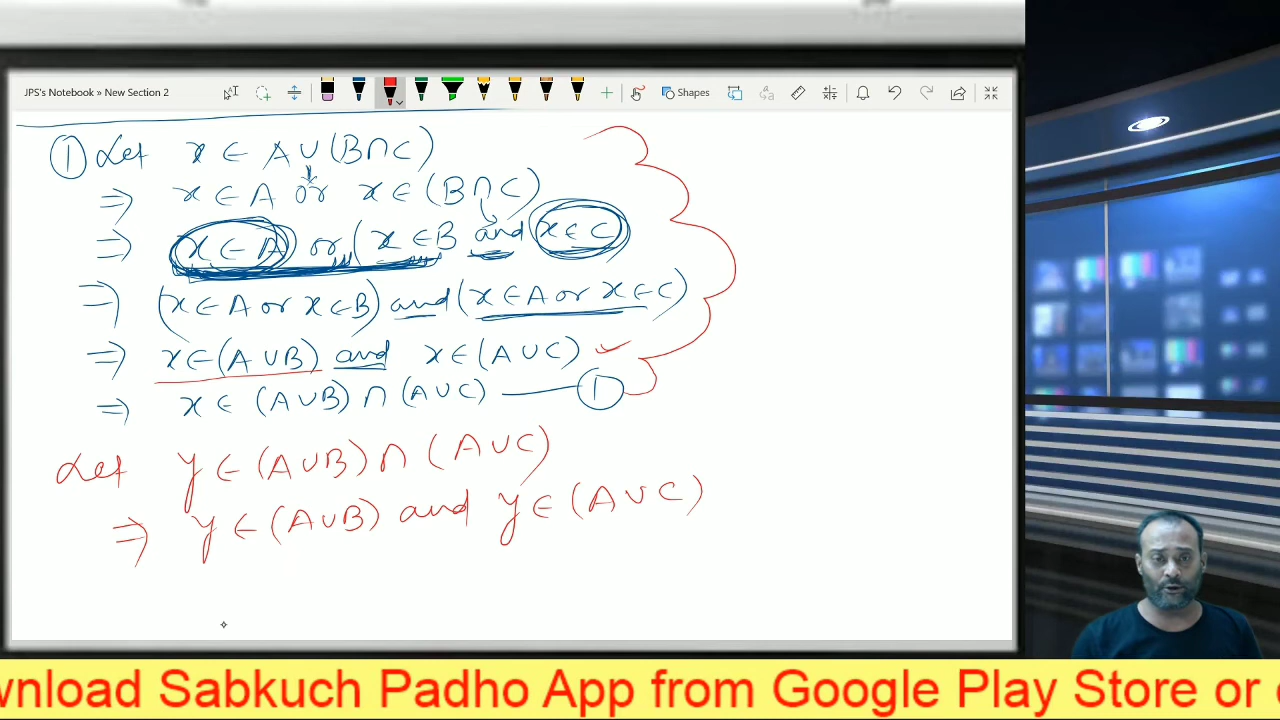 JPS's Notebook » New Section 2
Shapes
① Let x ∈ A ∪ (B∩C)
⇒ x ∈ A or x ∈ (B∩C)
⇒ x ∈ A) or (x ∈ B and x ∈ C
⇒ (x ∈ A or x ∈ B) and (x ∈ A or x ∈ C)
⇒ x ∈ (A ∪ B) and x ∈ (A ∪ C) ✓
⇒ x ∈ (A ∪ B) ∩ (A ∪ C) — ①
Let y ∈ (A ∪ B) ∩ (A ∪ C)
⇒ y ∈ (A ∪ B) and y ∈ (A ∪ C)
wnload Sabkuch Padho App from Google Play Store or